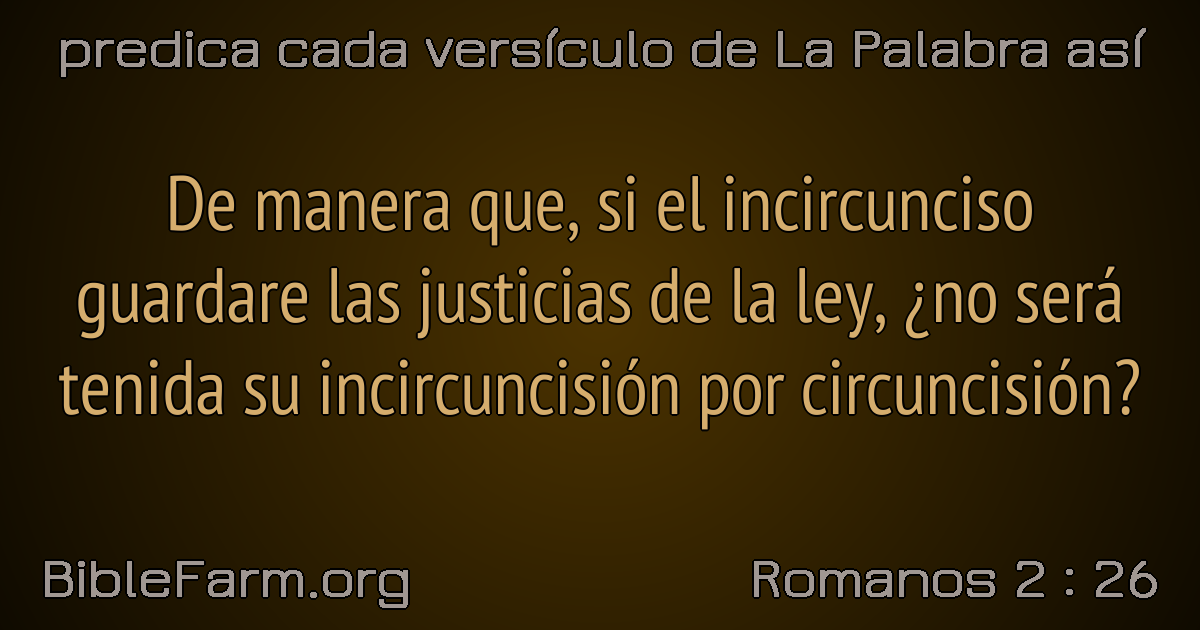 predica cada versículo de La Palabra así
De manera que, si el incircunciso
guardare las justicias de la ley, ¿no será
tenida su incircuncisión por circuncisión?
BibleFarm.org
Romanos 2 : 26